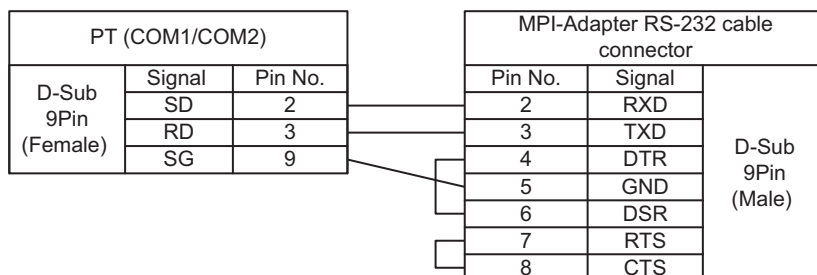 PT (COM1/COM2)
D-Sub
9Pin
(Female)
Signal Pin No.
SD 2
RD 3
SG 9
MPI-Adapter RS-232 cable
connector
Pin No. Signal
2 RXD
3 TXD
4 DTR
5 GND
6 DSR
7 RTS
8 CTS
D-Sub
9Pin
(Male)